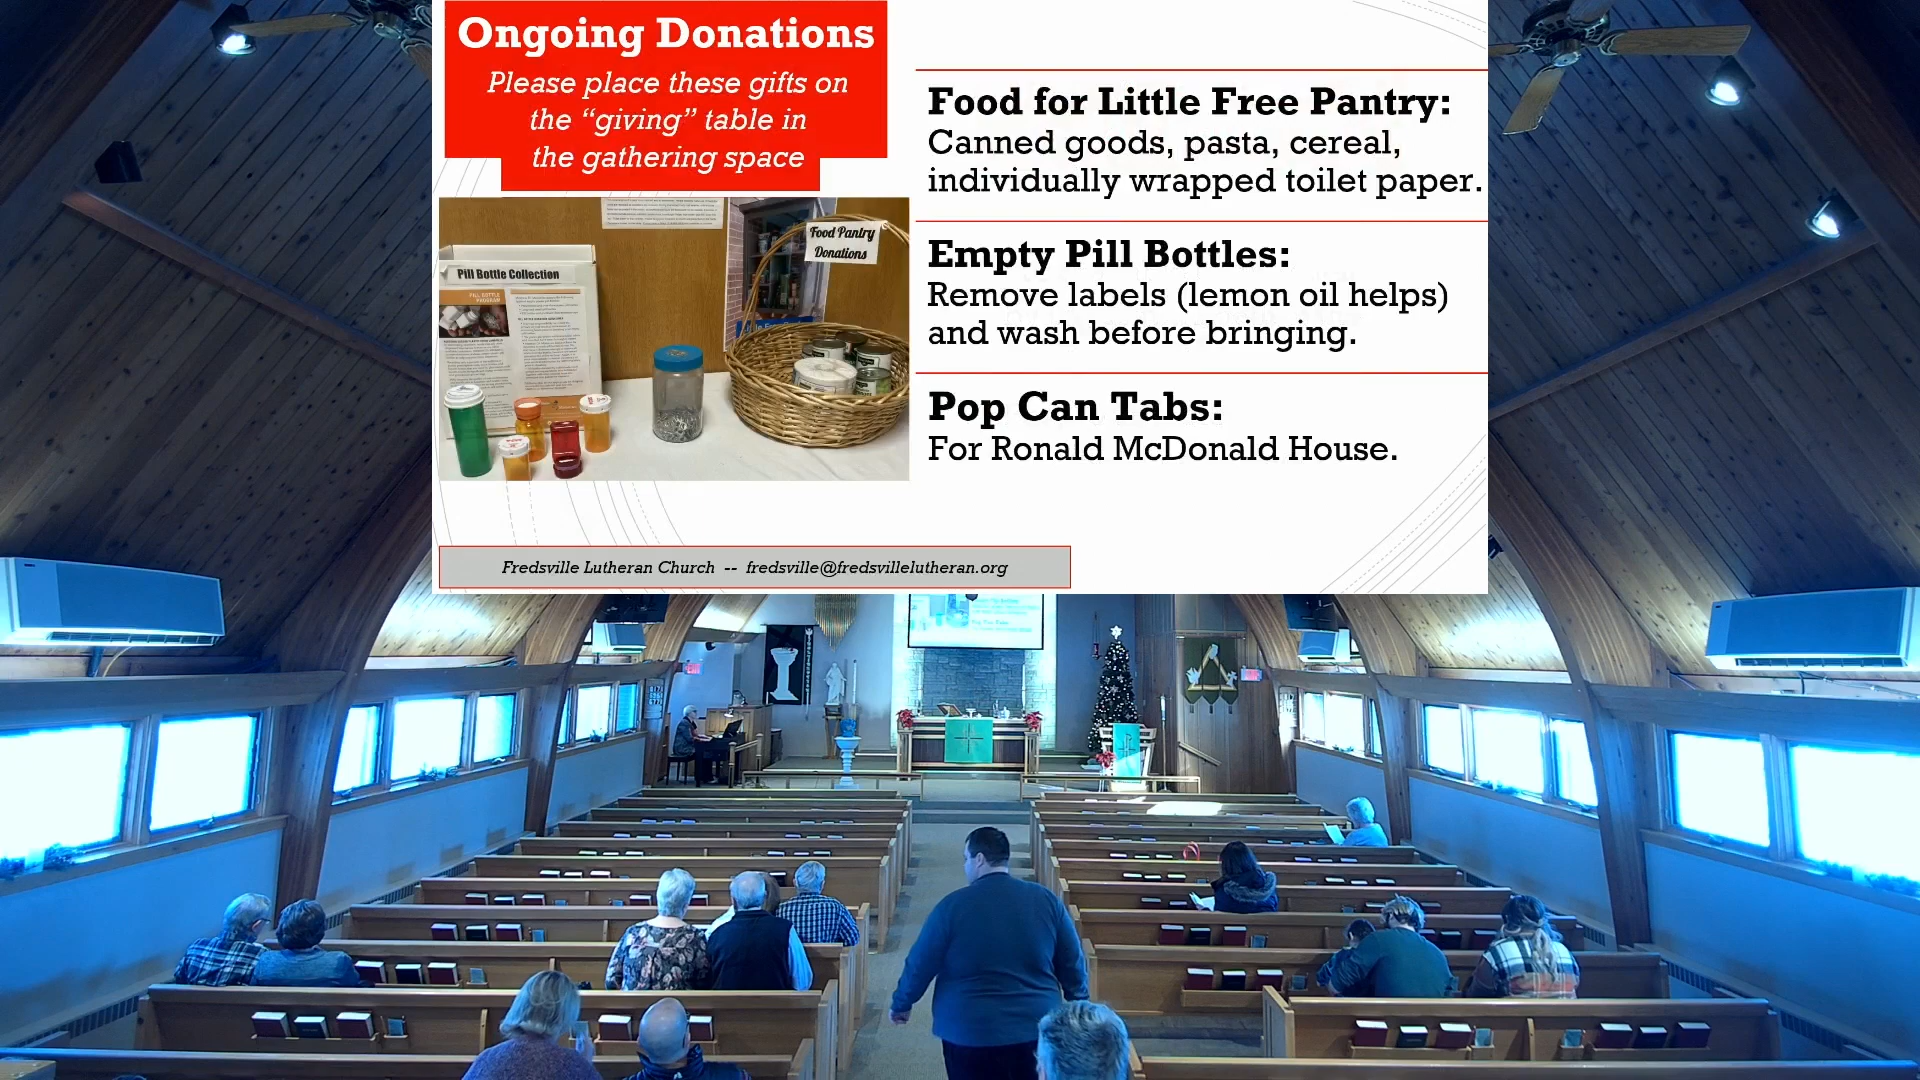 Ongoing Donations
Please place these gifts on
the “giving” table in
the gathering space
Food for Little Free Pantry:
Canned goods, pasta, cereal,
individually wrapped toilet paper.
Empty Pill Bottles:
Remove labels (lemon oil helps)
and wash before bringing.
Pop Can Tabs:
For Ronald McDonald House.
Food Pantry
Donations
Pill Bottle Collection
PILL BOTTLE
PROGRAM
Fredsville Lutheran Church -- fredsville@fredsvillelutheran.org